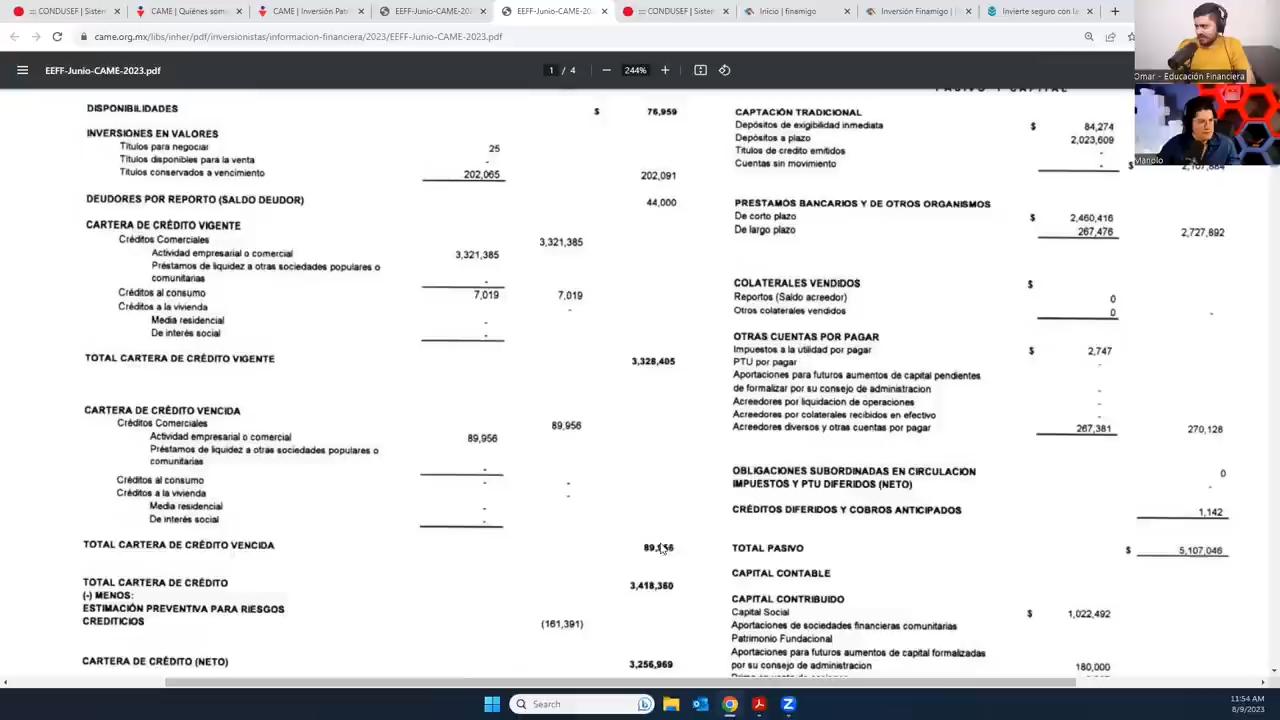 ::: CONDUSEF | Sister
CAME | Quiénes som
CAME | Inversión Patr
EEFF-Junio-CAME-20
EEFF-Junio-CAME-20
::: CONDUSEF | Sister
Inicio | finamigo
Inversión Finamigo |
Invierte seguro con la
came.org.mx/libs/inher/pdf/inversionistas/informacion-financiera/2023/EEFF-Junio-CAME-2023.pdf
EEFF-Junio-CAME-2023.pdf
1 / 4
244%
Omar - Educación Financiera
Manolo
DISPONIBILIDADES $ 76,959
INVERSIONES EN VALORES
Títulos para negociar 25
Títulos disponibles para la venta -
Titulos conservados a vencimiento 202,065 202,091
DEUDORES POR REPORTO (SALDO DEUDOR) 44,000
CARTERA DE CRÉDITO VIGENTE
Créditos Comerciales 3,321,385
Actividad empresarial o comercial 3,321,385
Préstamos de liquidez a otras sociedades populares o
comunitarias -
Créditos al consumo 7,019 7,019
Créditos a la vivienda -
Media residencial -
De interés social -
TOTAL CARTERA DE CRÉDITO VIGENTE 3,328,405
CARTERA DE CRÉDITO VENCIDA
Créditos Comerciales 89,956
Actividad empresarial o comercial 89,956
Préstamos de liquidez a otras sociedades populares o
comunitarias -
Créditos al consumo - -
Créditos a la vivienda -
Media residencial -
De interés social -
TOTAL CARTERA DE CRÉDITO VENCIDA
TOTAL CARTERA DE CRÉDITO 3,418,360
(-) MENOS:
ESTIMACIÓN PREVENTIVA PARA RIESGOS
CREDITICIOS (161,391)
CARTERA DE CRÉDITO (NETO) 3,256,969
CAPTACIÓN TRADICIONAL
Depósitos de exigibilidad inmediata $ 84,274
Depósitos a plazo 2,023,609
Titulos de credito emitidos -
Cuentas sin movimiento - $
PRESTAMOS BANCARIOS Y DE OTROS ORGANISMOS
De corto plazo $ 2,460,416
De largo plazo 267,476 2,727,892
COLATERALES VENDIDOS $
Reportos (Saldo acreedor) 0
Otros colaterales vendidos 0 -
OTRAS CUENTAS POR PAGAR
Impuestos a la utilidad por pagar $ 2,747
PTU por pagar -
Aportaciones para futuros aumentos de capital pendientes
de formalizar por su consejo de administracion -
Acreedores por liquidacion de operaciones -
Acreedores por colaterales recibidos en efectivo -
Acreedores diversos y otras cuentas por pagar 267,381 270,128
OBLIGACIONES SUBORDINADAS EN CIRCULACION 0
IMPUESTOS Y PTU DIFERIDOS (NETO) -
CRÉDITOS DIFERIDOS Y COBROS ANTICIPADOS 1,142
TOTAL PASIVO $ 5,107,046
CAPITAL CONTABLE
CAPITAL CONTRIBUIDO
Capital Social $ 1,022,492
Aportaciones de sociedades financieras comunitarias
Patrimonio Fundacional
Aportaciones para futuros aumentos de capital formalizadas
por su consejo de administracion 180,000
Search
11:54 AM
8/9/2023